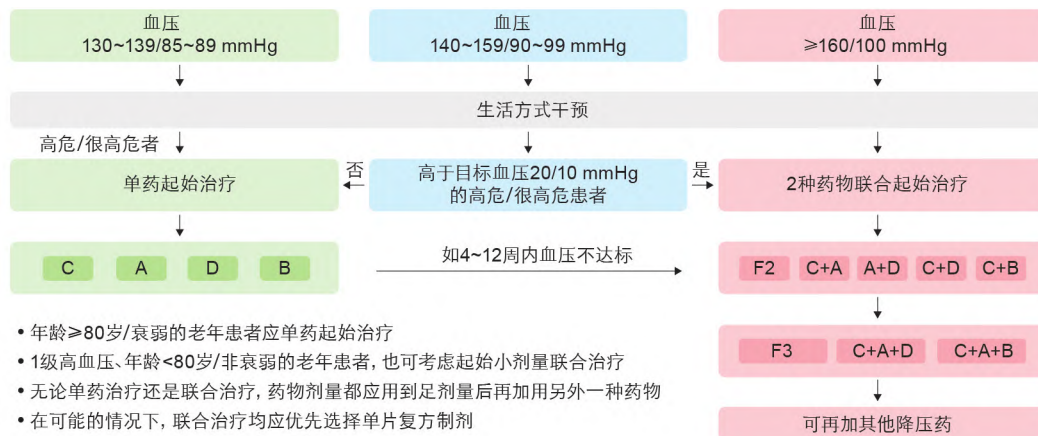 血压
130~139/85~89 mmHg
血压
140~159/90~99 mmHg
血压
≥160/100 mmHg
生活方式干预
高危/很高危者
单药起始治疗
否
高于目标血压20/10 mmHg
的高危/很高危患者
是
2种药物联合起始治疗
C A D B
如4~12周内血压不达标
F2 C+A A+D C+D C+B
F3 C+A+D C+A+B
可再加其他降压药
• 年龄≥80岁/衰弱的老年患者应单药起始治疗
• 1级高血压、年龄<80岁/非衰弱的老年患者, 也可考虑起始小剂量联合治疗
• 无论单药治疗还是联合治疗, 药物剂量都应用到足剂量后再加用另外一种药物
• 在可能的情况下, 联合治疗均应优先选择单片复方制剂